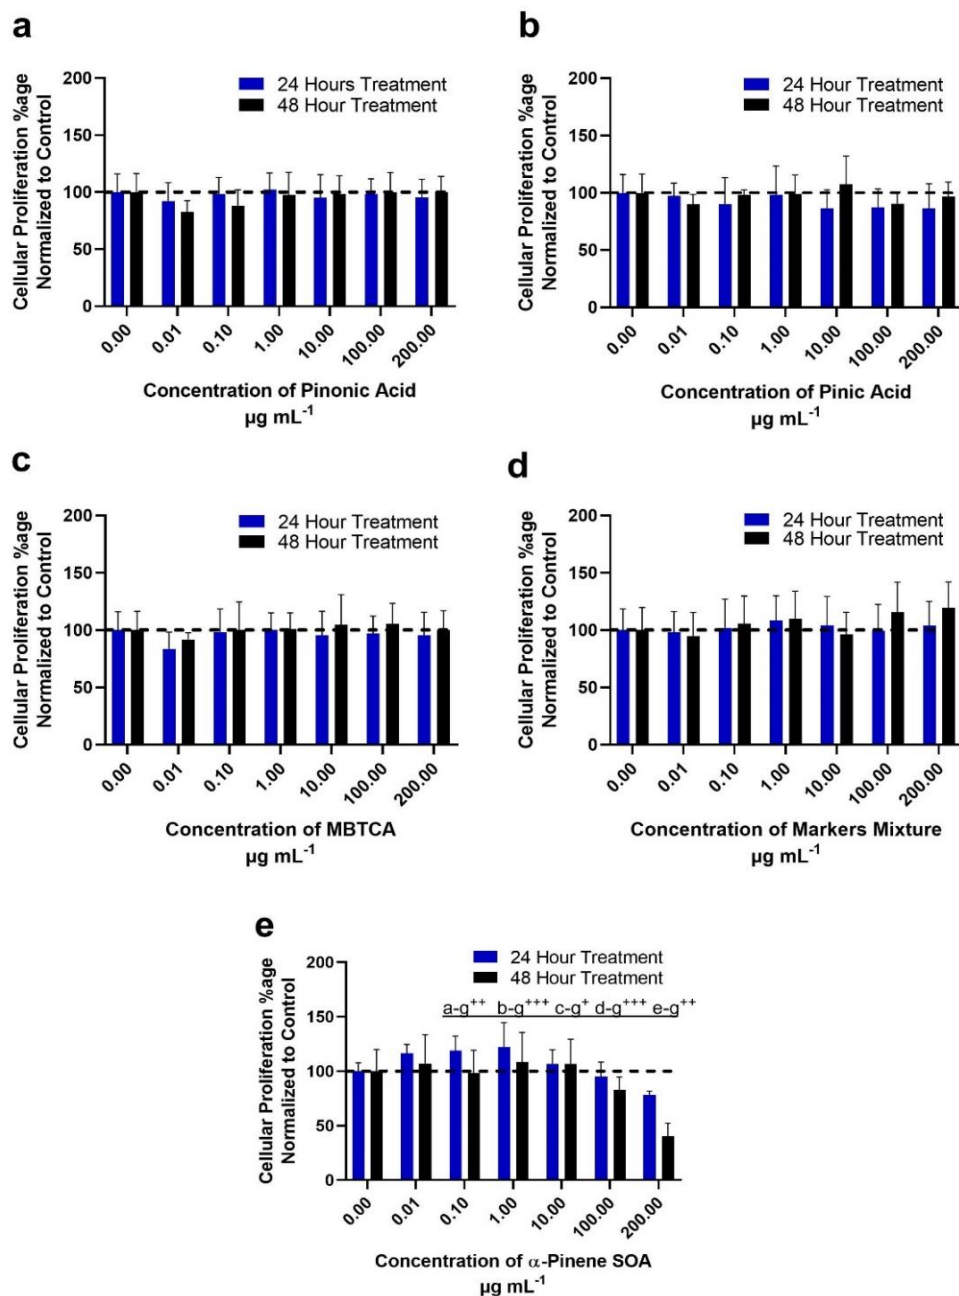 a
Cellular Proliferation %age
Normalized to Control
200
150
100
50
0
24 Hours Treatment
48 Hour Treatment
0.00 0.01 0.10 1.00 10.00 100.00 200.00
Concentration of Pinonic Acid
µg mL⁻¹
b
Cellular Proliferation %age
Normalized to Control
200
150
100
50
0
24 Hour Treatment
48 Hour Treatment
0.00 0.01 0.10 1.00 10.00 100.00 200.00
Concentration of Pinic Acid
µg mL⁻¹
c
Cellular Proliferation %age
Normalized to Control
200
150
100
50
0
24 Hour Treatment
48 Hour Treatment
0.00 0.01 0.10 1.00 10.00 100.00 200.00
Concentration of MBTCA
µg mL⁻¹
d
Cellular Proliferation %age
Normalized to Control
200
150
100
50
0
24 Hour Treatment
48 Hour Treatment
0.00 0.01 0.10 1.00 10.00 100.00 200.00
Concentration of Markers Mixture
µg mL⁻¹
e
Cellular Proliferation %age
Normalized to Control
200
150
100
50
0
24 Hour Treatment
48 Hour Treatment
a-g⁺⁺ b-g⁺⁺⁺ c-g⁺ d-g⁺⁺⁺ e-g⁺⁺
0.00 0.01 0.10 1.00 10.00 100.00 200.00
Concentration of α-Pinene SOA
µg mL⁻¹